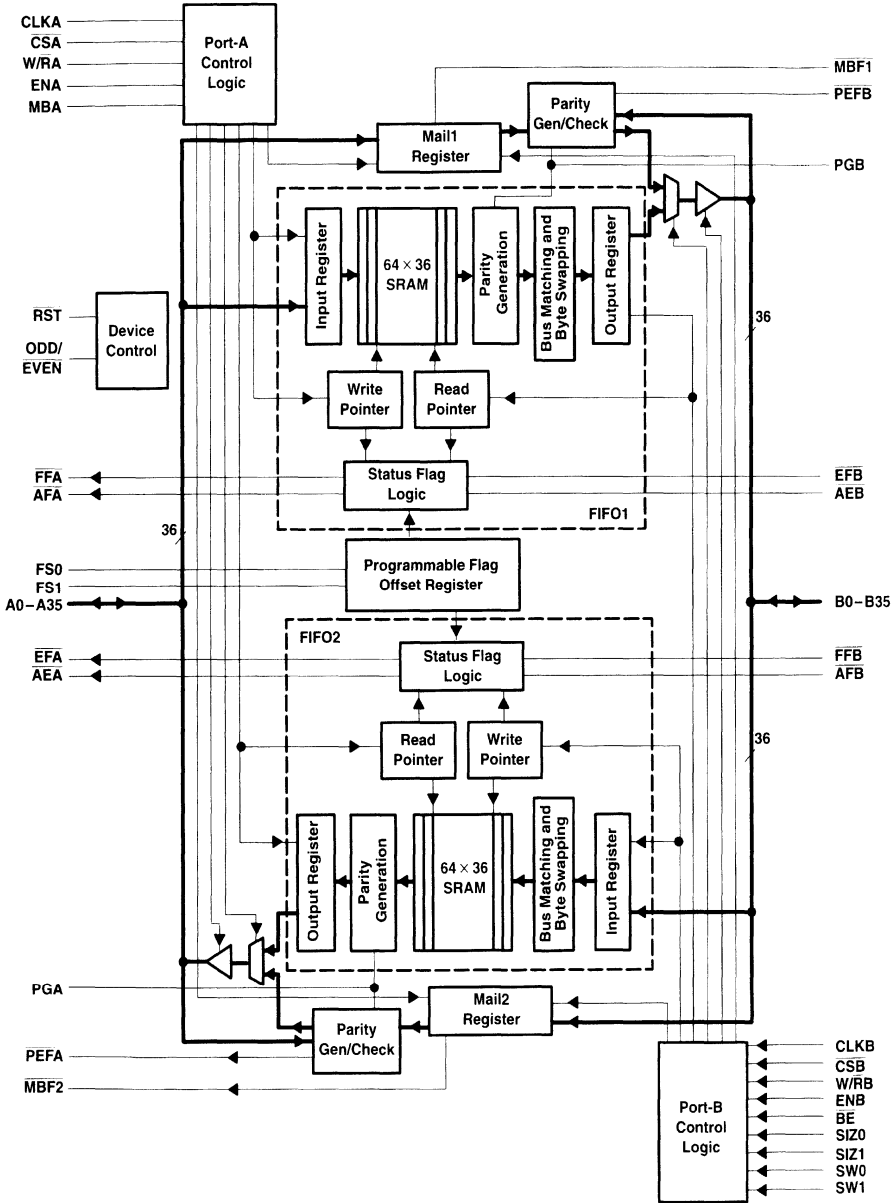 CLKA
CSA
W/RA
ENA
MBA
Port-A
Control
Logic
MBF1
PEFB
PGB
Parity
Gen/Check
Mail1
Register
Input Register
64 × 36
SRAM
Parity
Generation
Bus Matching and
Byte Swapping
Output Register
RST
ODD/
EVEN
Device
Control
36
Write
Pointer
Read
Pointer
FFA
AFA
Status Flag
Logic
EFB
AEB
FIFO1
36
FS0
FS1
A0–A35
Programmable Flag
Offset Register
B0–B35
FIFO2
EFA
AEA
Status Flag
Logic
FFB
AFB
Read
Pointer
Write
Pointer
36
Output Register
Parity
Generation
64 × 36
SRAM
Bus Matching and
Byte Swapping
Input Register
PGA
Mail2
Register
Parity
Gen/Check
PEFA
MBF2
Port-B
Control
Logic
CLKB
CSB
W/RB
ENB
BE
SIZ0
SIZ1
SW0
SW1